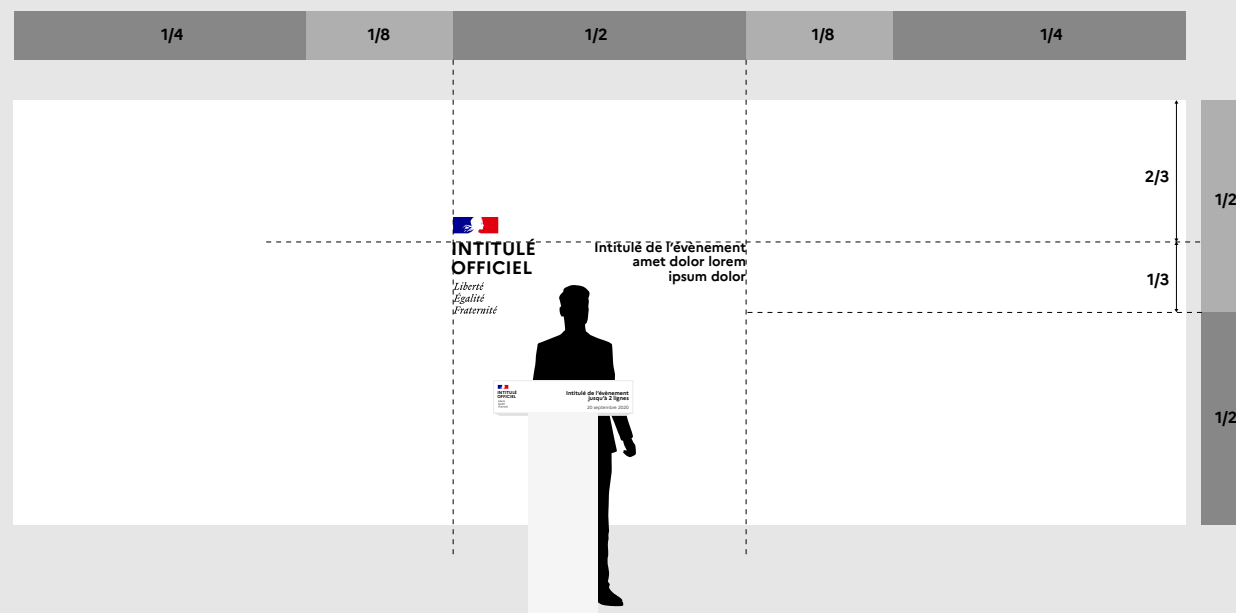 1/4
1/8
1/2
1/8
1/4
2/3
1/2
INTITULÉ
OFFICIEL
Liberté
Égalité
Fraternité
Intitulé de l'évènement
amet dolor lorem
ipsum dolor
1/3
INTITULÉ
OFFICIEL
Intitulé de l'évènement
jusqu'à 2 lignes
20 septembre 2020
1/2